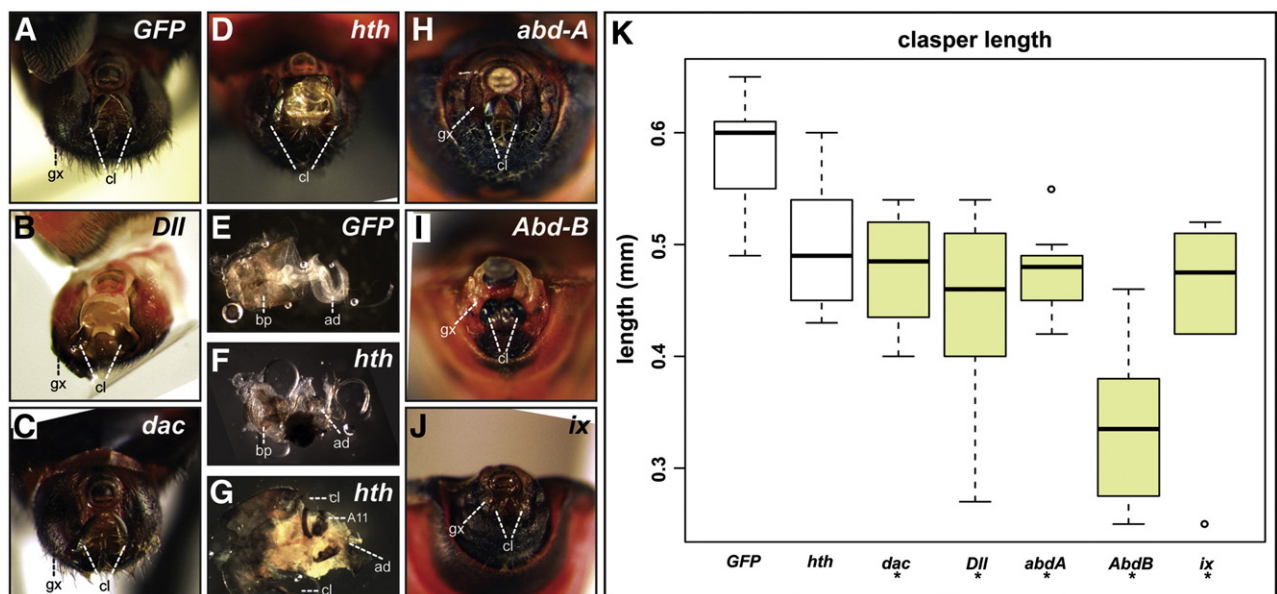 A GFP
gx
cl
B Dll
gx
cl
C dac
gx
cl
D hth
cl
E GFP
bp
ad
F hth
bp
ad
G hth
cl
A11
ad
cl
H abd-A
gx
cl
I Abd-B
gx
cl
J ix
gx
cl
K
clasper length
length (mm)
0.6
0.5
0.4
0.3
GFP hth dac Dll abdA AbdB ix
* * * * *